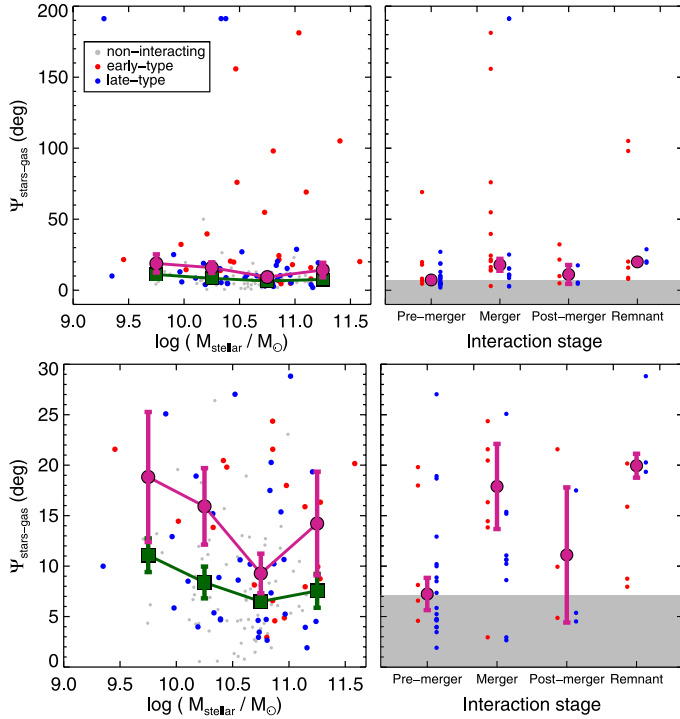 200
150
100
50
0
Ψstars−gas (deg)
non−interacting
early−type
late−type
9.0 9.5 10.0 10.5 11.0 11.5
log ( Mstellar / M⊙)
Pre−merger Merger Post−merger Remnant
Interaction stage
30
25
20
15
10
5
0
Ψstars−gas (deg)
9.0 9.5 10.0 10.5 11.0 11.5
log ( Mstellar / M⊙)
Pre−merger Merger Post−merger Remnant
Interaction stage